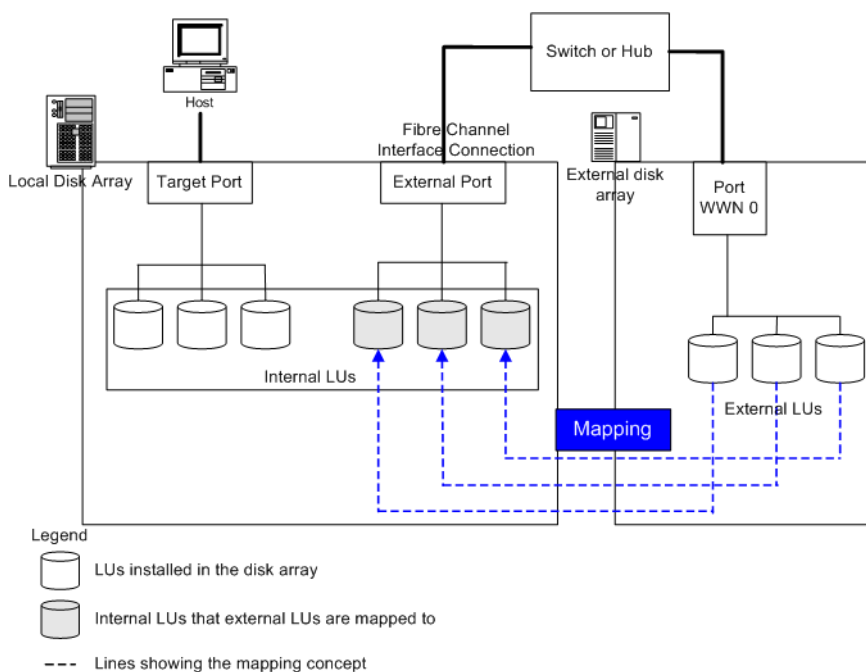 Switch or Hub
Host
Fibre Channel
Interface Connection
Local Disk Array
Target Port
External Port
External disk
array
Port
WWN 0
Internal LUs
External LUs
Mapping
Legend
LUs installed in the disk array
Internal LUs that external LUs are mapped to
Lines showing the mapping concept